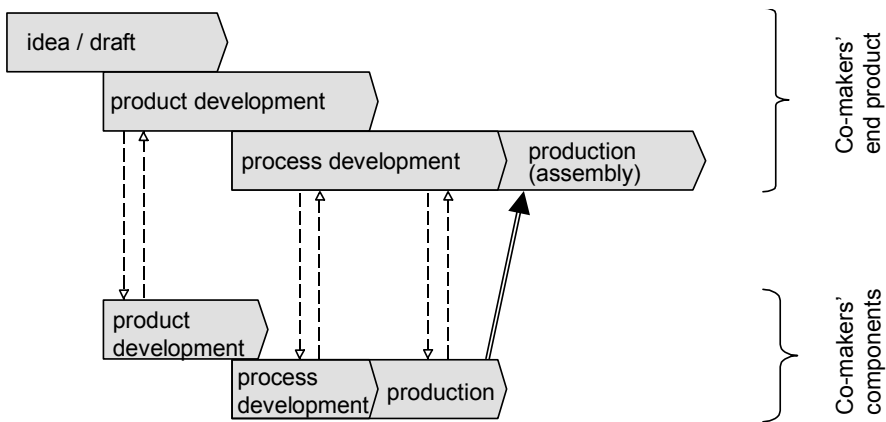 idea / draft
product development
process development
production
(assembly)
Co-makers’
end product
product
development
process
development
production
Co-makers’
components